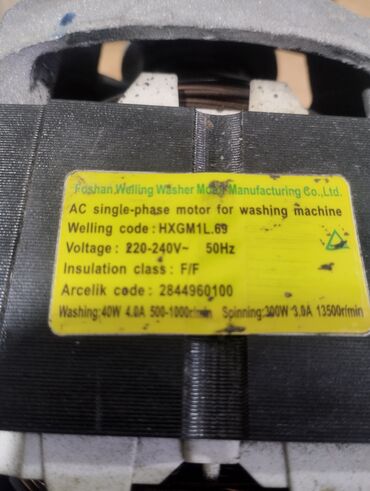 Foshan Welling Washer Motor Manufacturing Co.,Ltd.
AC single-phase motor for washing machine
Welling code : HXGM1L.69
Voltage : 220-240V~ 50Hz
Insulation class : F/F
Arcelik code : 2844960100
Washing:40W 4.0A 500-1000r/min Spinning:300W 3.0A 13500r/min